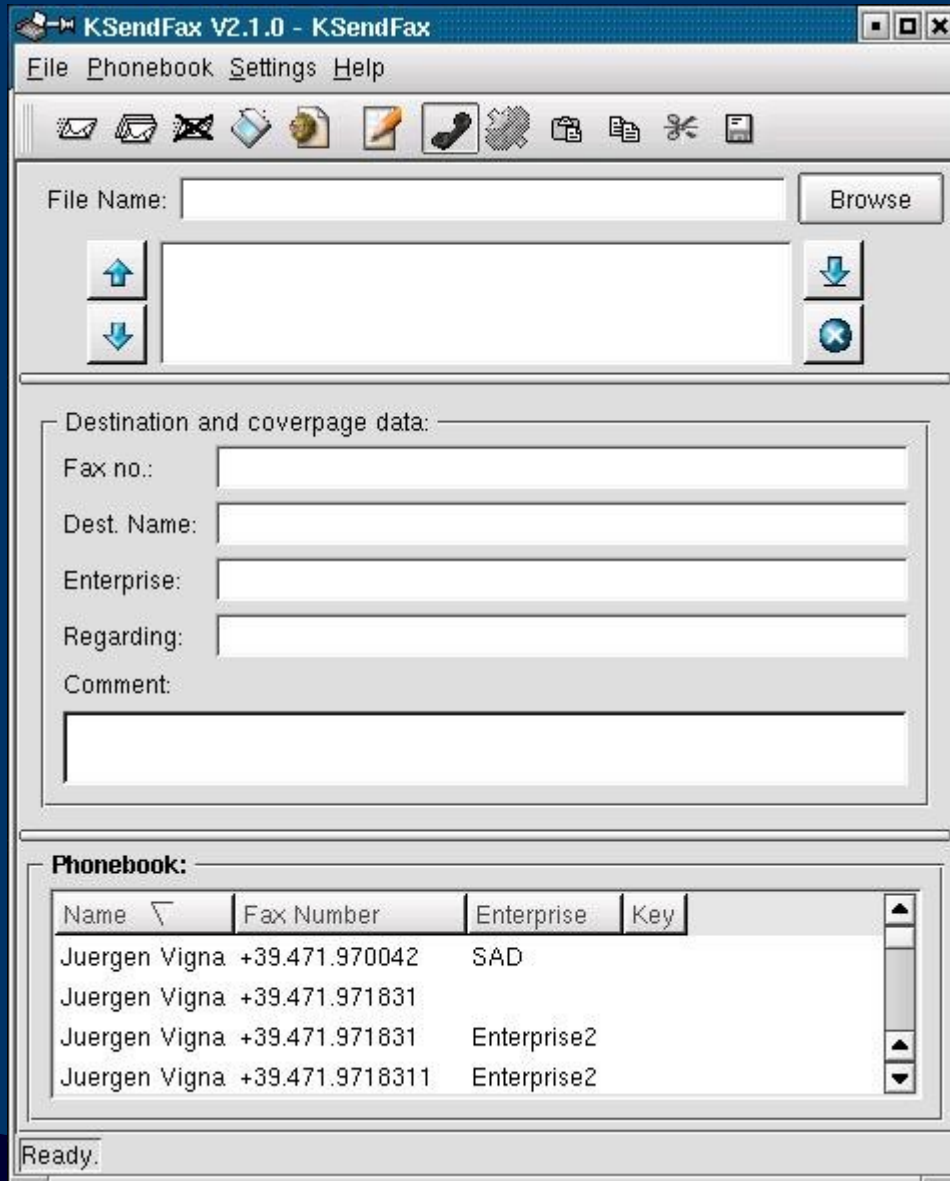 KSendFax V2.1.0 - KSendFax
File Phonebook Settings Help
File Name: Browse
Destination and coverpage data:
Fax no.:
Dest. Name:
Enterprise:
Regarding:
Comment:
Phonebook:
Name Fax Number Enterprise Key
Juergen Vigna +39.471.970042 SAD
Juergen Vigna +39.471.971831
Juergen Vigna +39.471.971831 Enterprise2
Juergen Vigna +39.471.9718311 Enterprise2
Ready.